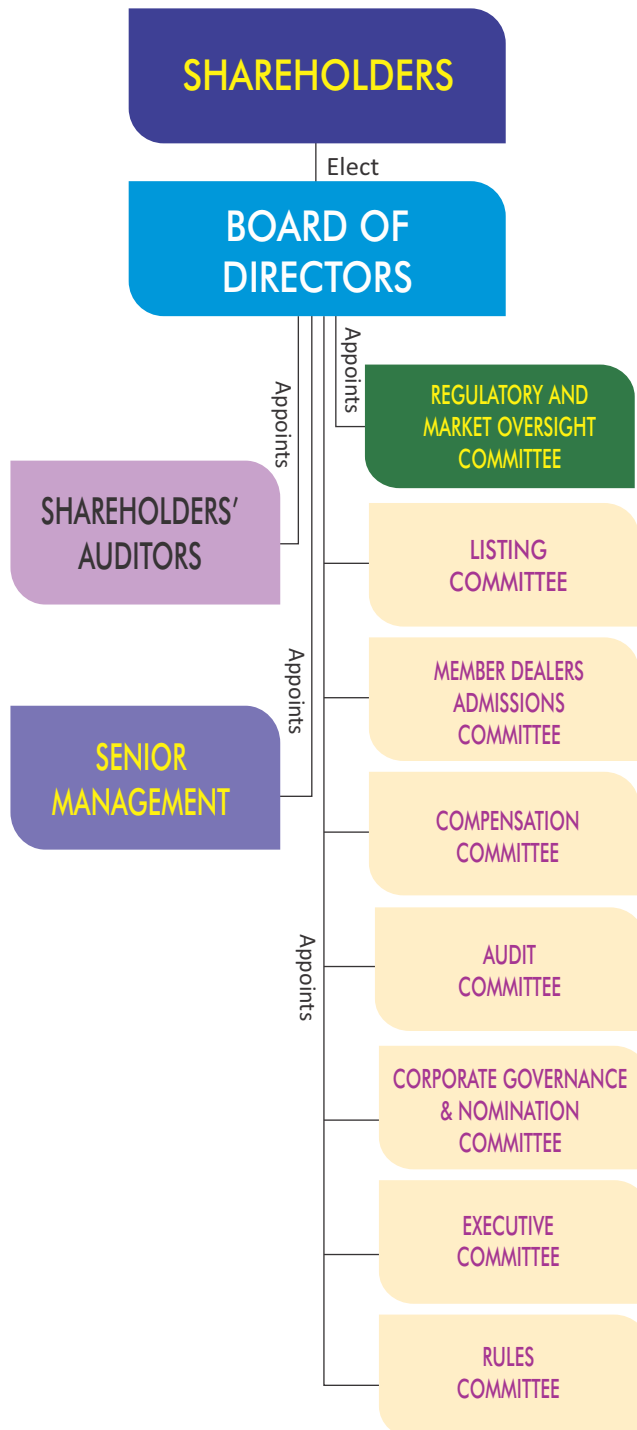 SHAREHOLDERS
Elect
BOARD OF
DIRECTORS
Appoints
REGULATORY AND
MARKET OVERSIGHT
COMMITTEE
Appoints
SHAREHOLDERS'
AUDITORS
LISTING
COMMITTEE
Appoints
MEMBER DEALERS
ADMISSIONS
COMMITTEE
SENIOR
MANAGEMENT
COMPENSATION
COMMITTEE
Appoints
AUDIT
COMMITTEE
CORPORATE GOVERNANCE
& NOMINATION
COMMITTEE
EXECUTIVE
COMMITTEE
RULES
COMMITTEE